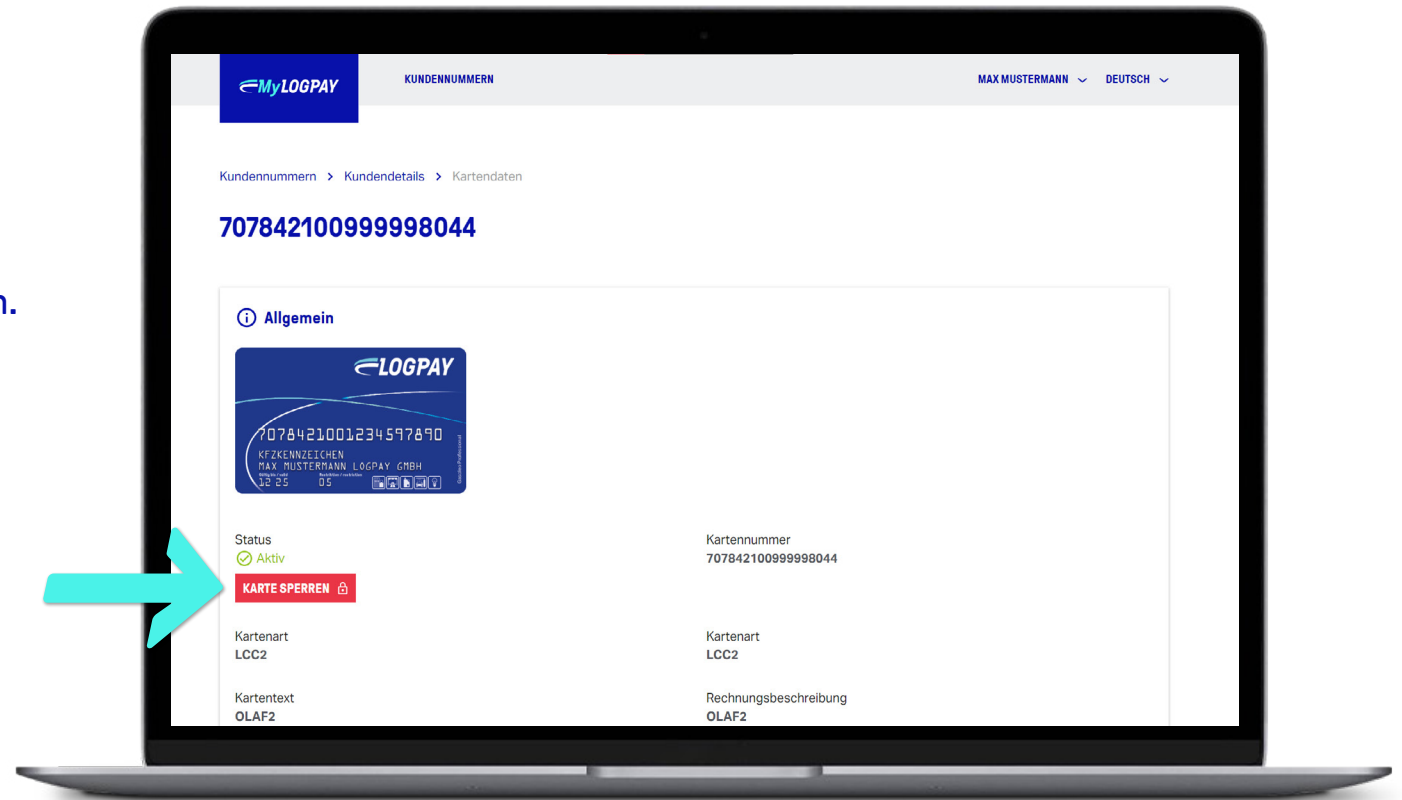 MyLOGPAY
KUNDENNUMMERN
MAX MUSTERMANN
DEUTSCH
Kundennummern > Kundendetails > Kartendaten
707842100999998044
n.
Allgemein
LOGPAY
7078421001234597890
KFZKENNZEICHEN
MAX MUSTERMANN LOGPAY GMBH
12 25 05
Status
Aktiv
KARTE SPERREN
Kartennummer
707842100999998044
Kartenart
LCC2
Kartenart
LCC2
Kartentext
OLAF2
Rechnungsbeschreibung
OLAF2